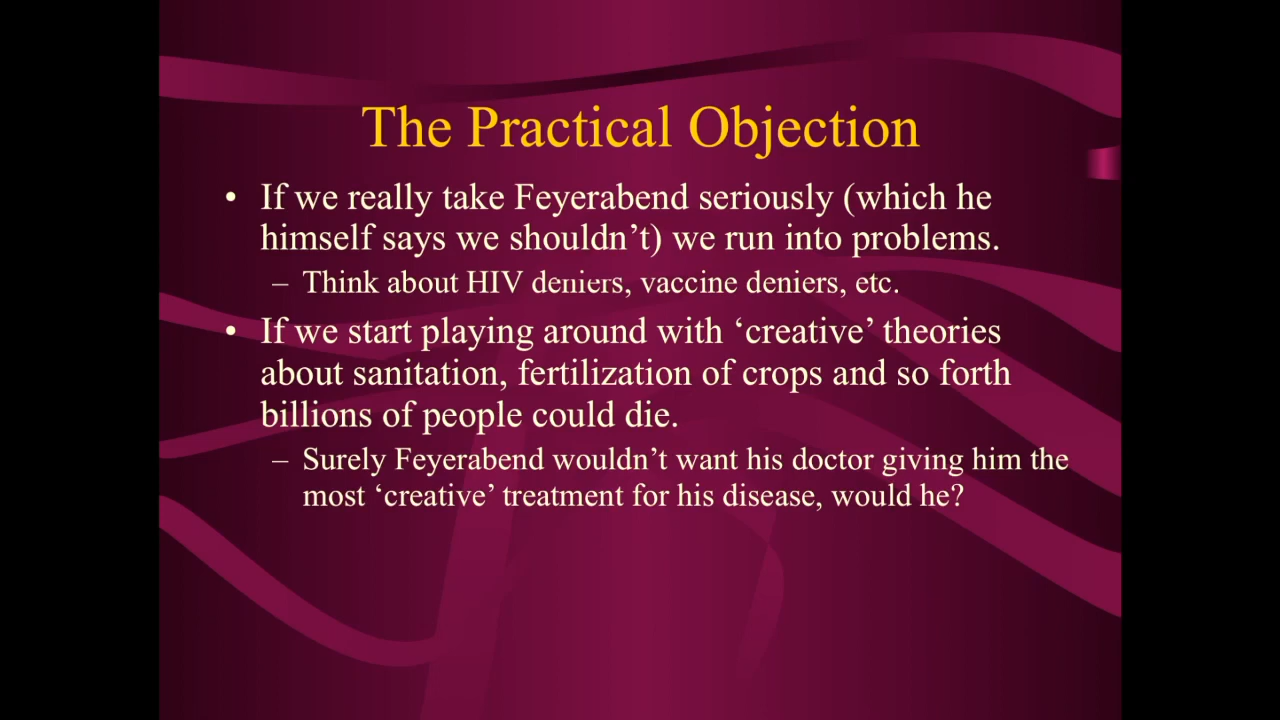 The Practical Objection
• If we really take Feyerabend seriously (which he
himself says we shouldn’t) we run into problems.
– Think about HIV deniers, vaccine deniers, etc.
• If we start playing around with ‘creative’ theories
about sanitation, fertilization of crops and so forth
billions of people could die.
– Surely Feyerabend wouldn’t want his doctor giving him the
most ‘creative’ treatment for his disease, would he?